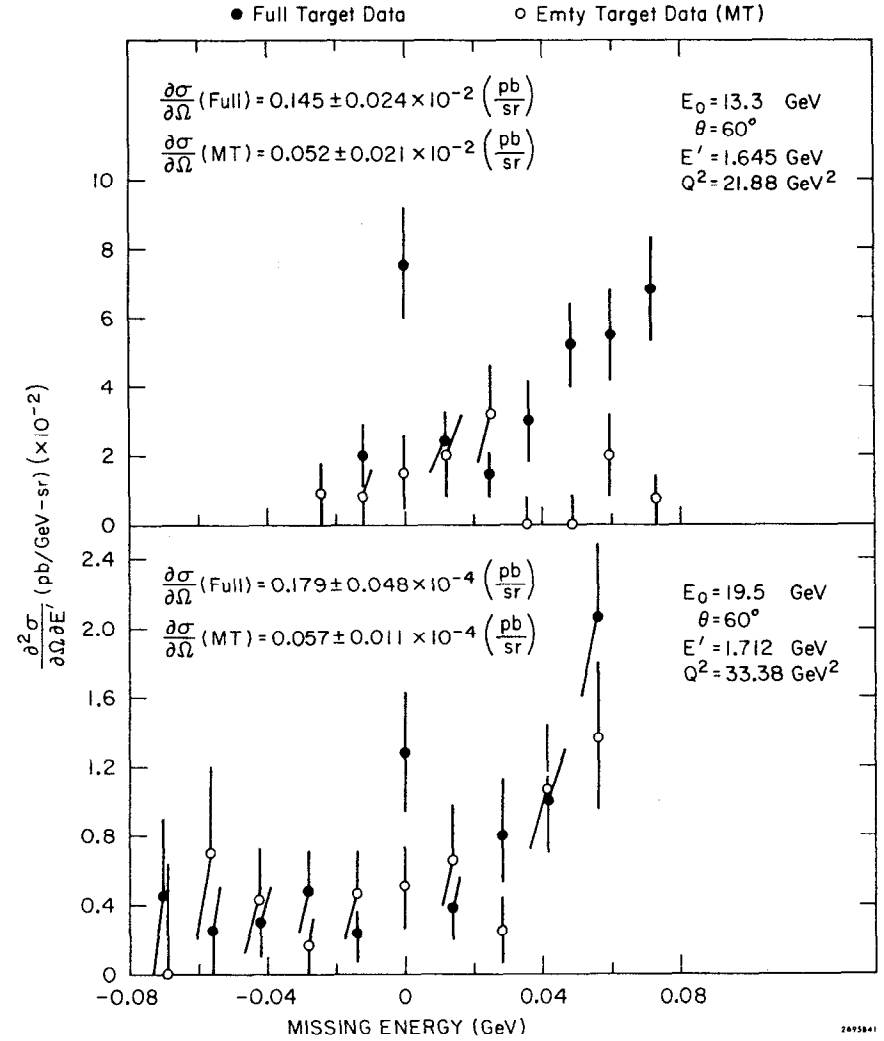 ● Full Target Data ○ Emty Target Data (MT)
∂σ/∂Ω (Full) = 0.145 ± 0.024 × 10⁻² (pb/sr)
∂σ/∂Ω (MT) = 0.052 ± 0.021 × 10⁻² (pb/sr)
E₀ = 13.3 GeV
θ = 60°
E′ = 1.645 GeV
Q² = 21.88 GeV²
10
8
6
4
2
0
∂²σ/∂Ω∂E′ (pb/GeV-sr) (×10⁻²)
∂σ/∂Ω (Full) = 0.179 ± 0.048 × 10⁻⁴ (pb/sr)
∂σ/∂Ω (MT) = 0.057 ± 0.011 × 10⁻⁴ (pb/sr)
E₀ = 19.5 GeV
θ = 60°
E′ = 1.712 GeV
Q² = 33.38 GeV²
2.4
2.0
1.6
1.2
0.8
0.4
0
-0.08 -0.04 0 0.04 0.08
MISSING ENERGY (GeV)
2695B41